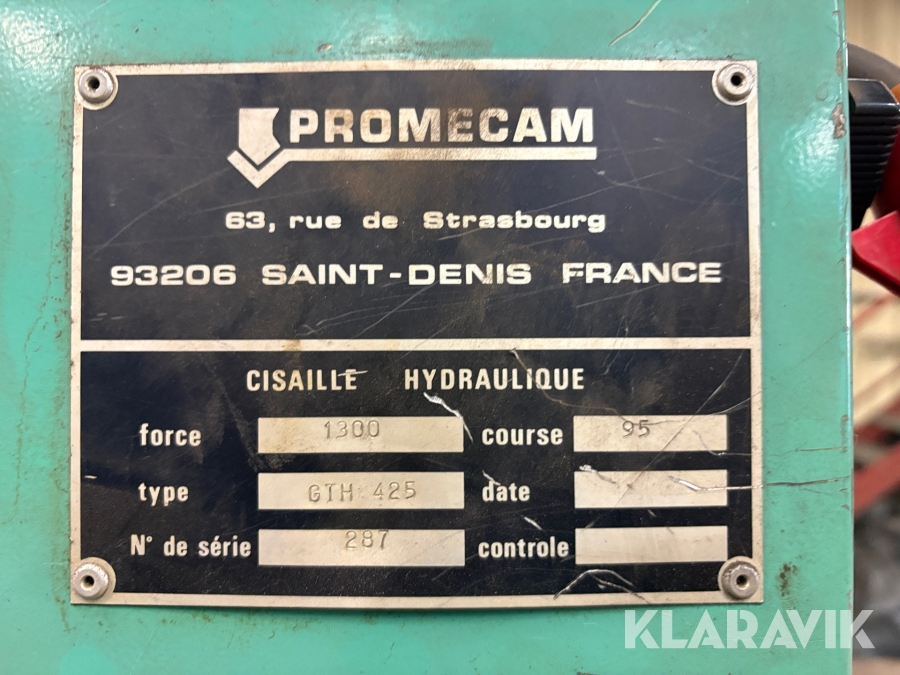 PROMECAM
63, rue de Strasbourg
93206 SAINT-DENIS FRANCE
CISAILLE HYDRAULIQUE
force 1300 course 95
type GTH 425 date
N° de série 287 controle
KLARAVIK